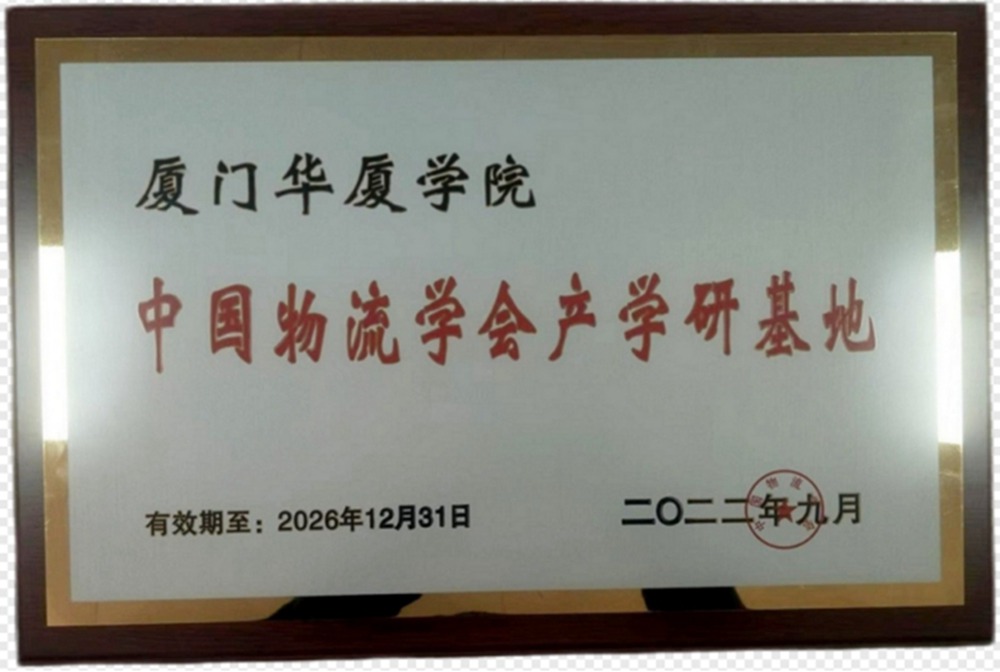 厦门华厦学院
中国物流学会产学研基地
有效期至：2026年12月31日
二〇二二年九月